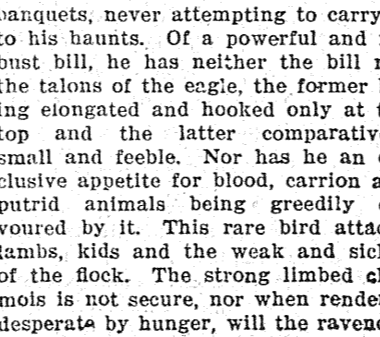 banquets, never attempting to carry
to his haunts. Of a powerful and
bust bill, he has neither the bill
the talons of the eagle, the former
ing elongated and hooked only at
top and the latter comparativ
small and feeble. Nor has he an
clusive appetite for blood, carrion a
putrid animals being greedily
voured by it. This rare bird attac
lambs, kids and the weak and sick
of the flock. The strong limbed ch
mois is not secure, nor when rende
desperate by hunger, will the raveno